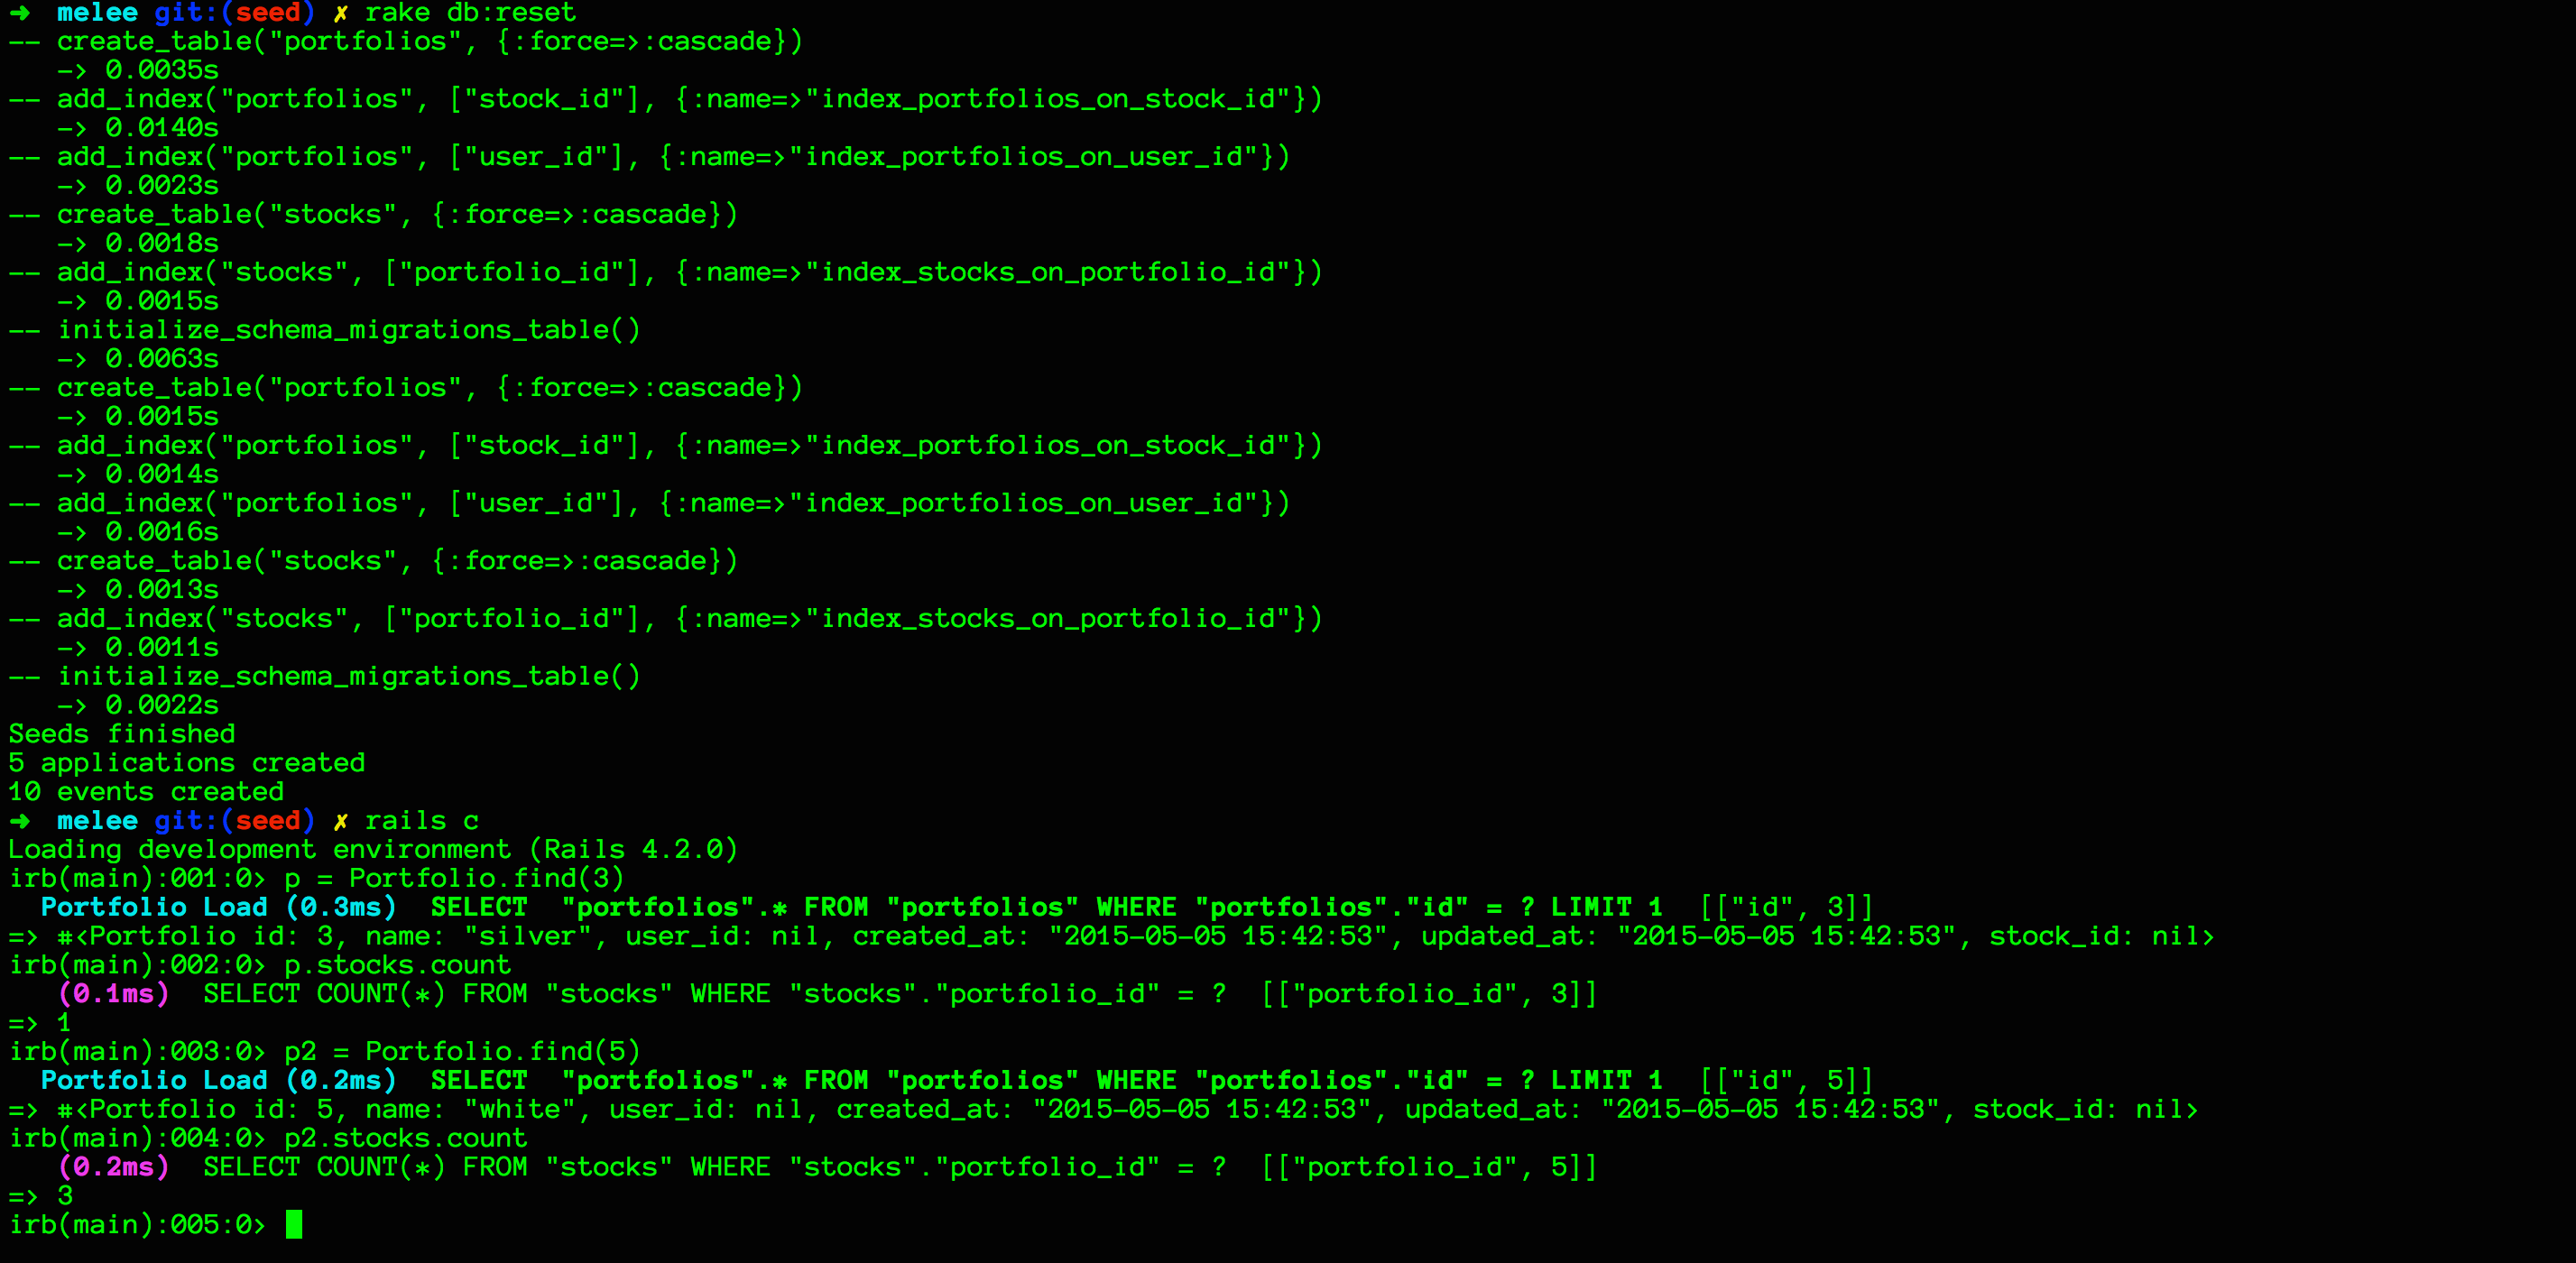 ➜  melee git:(seed) ✗ rake db:reset
-- create_table("portfolios", {:force=>:cascade})
   -> 0.0035s
-- add_index("portfolios", ["stock_id"], {:name=>"index_portfolios_on_stock_id"})
   -> 0.0140s
-- add_index("portfolios", ["user_id"], {:name=>"index_portfolios_on_user_id"})
   -> 0.0023s
-- create_table("stocks", {:force=>:cascade})
   -> 0.0018s
-- add_index("stocks", ["portfolio_id"], {:name=>"index_stocks_on_portfolio_id"})
   -> 0.0015s
-- initialize_schema_migrations_table()
   -> 0.0063s
-- create_table("portfolios", {:force=>:cascade})
   -> 0.0015s
-- add_index("portfolios", ["stock_id"], {:name=>"index_portfolios_on_stock_id"})
   -> 0.0014s
-- add_index("portfolios", ["user_id"], {:name=>"index_portfolios_on_user_id"})
   -> 0.0016s
-- create_table("stocks", {:force=>:cascade})
   -> 0.0013s
-- add_index("stocks", ["portfolio_id"], {:name=>"index_stocks_on_portfolio_id"})
   -> 0.0011s
-- initialize_schema_migrations_table()
   -> 0.0022s
Seeds finished
5 applications created
10 events created
➜  melee git:(seed) ✗ rails c
Loading development environment (Rails 4.2.0)
irb(main):001:0> p = Portfolio.find(3)
  Portfolio Load (0.3ms)  SELECT  "portfolios".* FROM "portfolios" WHERE "portfolios"."id" = ? LIMIT 1  [["id", 3]]
=> #<Portfolio id: 3, name: "silver", user_id: nil, created_at: "2015-05-05 15:42:53", updated_at: "2015-05-05 15:42:53", stock_id: nil>
irb(main):002:0> p.stocks.count
   (0.1ms)  SELECT COUNT(*) FROM "stocks" WHERE "stocks"."portfolio_id" = ?  [["portfolio_id", 3]]
=> 1
irb(main):003:0> p2 = Portfolio.find(5)
  Portfolio Load (0.2ms)  SELECT  "portfolios".* FROM "portfolios" WHERE "portfolios"."id" = ? LIMIT 1  [["id", 5]]
=> #<Portfolio id: 5, name: "white", user_id: nil, created_at: "2015-05-05 15:42:53", updated_at: "2015-05-05 15:42:53", stock_id: nil>
irb(main):004:0> p2.stocks.count
   (0.2ms)  SELECT COUNT(*) FROM "stocks" WHERE "stocks"."portfolio_id" = ?  [["portfolio_id", 5]]
=> 3
irb(main):005:0>